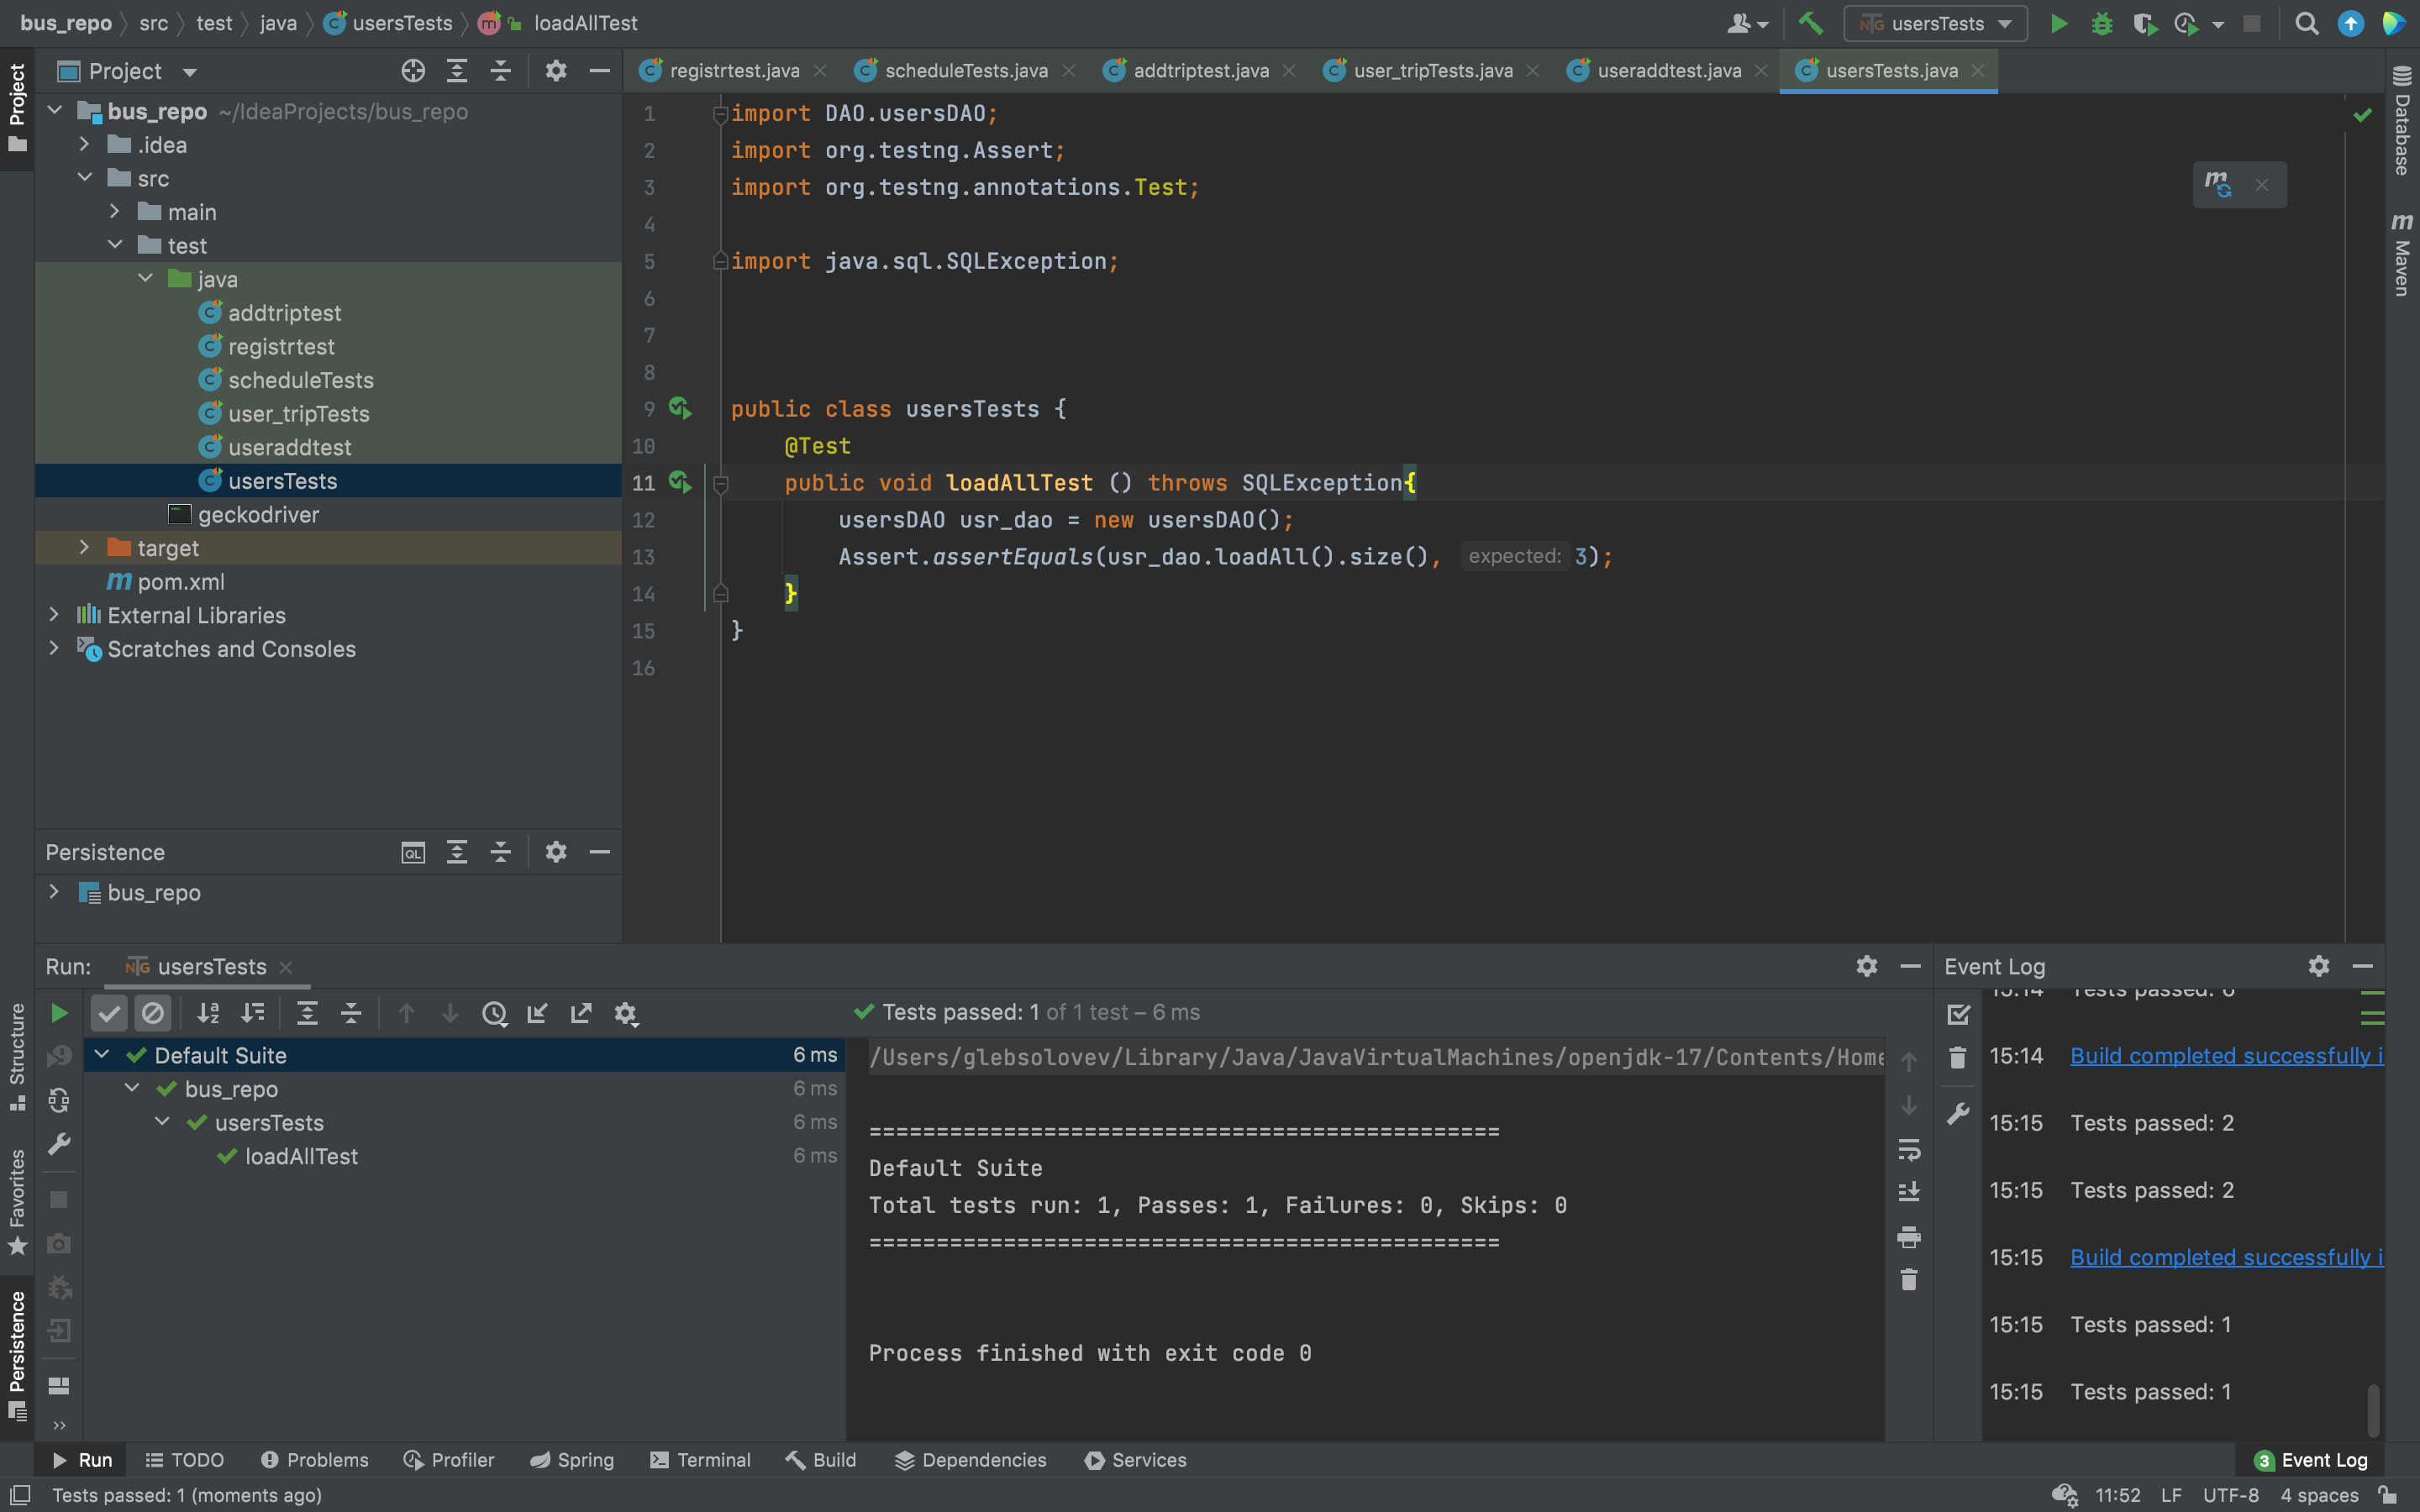 bus_repo src test java usersTests loadAllTest
usersTests
Project
registrtest.java scheduleTests.java addtriptest.java user_tripTests.java useraddtest.java usersTests.java
Project
bus_repo ~/IdeaProjects/bus_repo
.idea
src
main
test
java
addtriptest
registrtest
scheduleTests
user_tripTests
useraddtest
usersTests
geckodriver
target
pom.xml
External Libraries
Scratches and Consoles
1 import DAO.usersDAO;
2 import org.testng.Assert;
3 import org.testng.annotations.Test;
4
5 import java.sql.SQLException;
6
7
8
9 public class usersTests {
10 @Test
11 public void loadAllTest () throws SQLException{
12 usersDAO usr_dao = new usersDAO();
13 Assert.assertEquals(usr_dao.loadAll().size(), expected: 3);
14 }
15 }
16
Database
Maven
Persistence
bus_repo
Run: usersTests
Event Log
Structure
Favorites
Persistence
Tests passed: 1 of 1 test – 6 ms
Default Suite 6 ms
bus_repo 6 ms
usersTests 6 ms
loadAllTest 6 ms
/Users/glebsolovev/Library/Java/JavaVirtualMachines/openjdk-17/Contents/Home
===============================================
Default Suite
Total tests run: 1, Passes: 1, Failures: 0, Skips: 0
===============================================
Process finished with exit code 0
15:14 Tests passed: 6
15:14 Build completed successfully i
15:15 Tests passed: 2
15:15 Tests passed: 2
15:15 Build completed successfully i
15:15 Tests passed: 1
15:15 Tests passed: 1
Run TODO Problems Profiler Spring Terminal Build Dependencies Services
3 Event Log
Tests passed: 1 (moments ago)
11:52 LF UTF-8 4 spaces